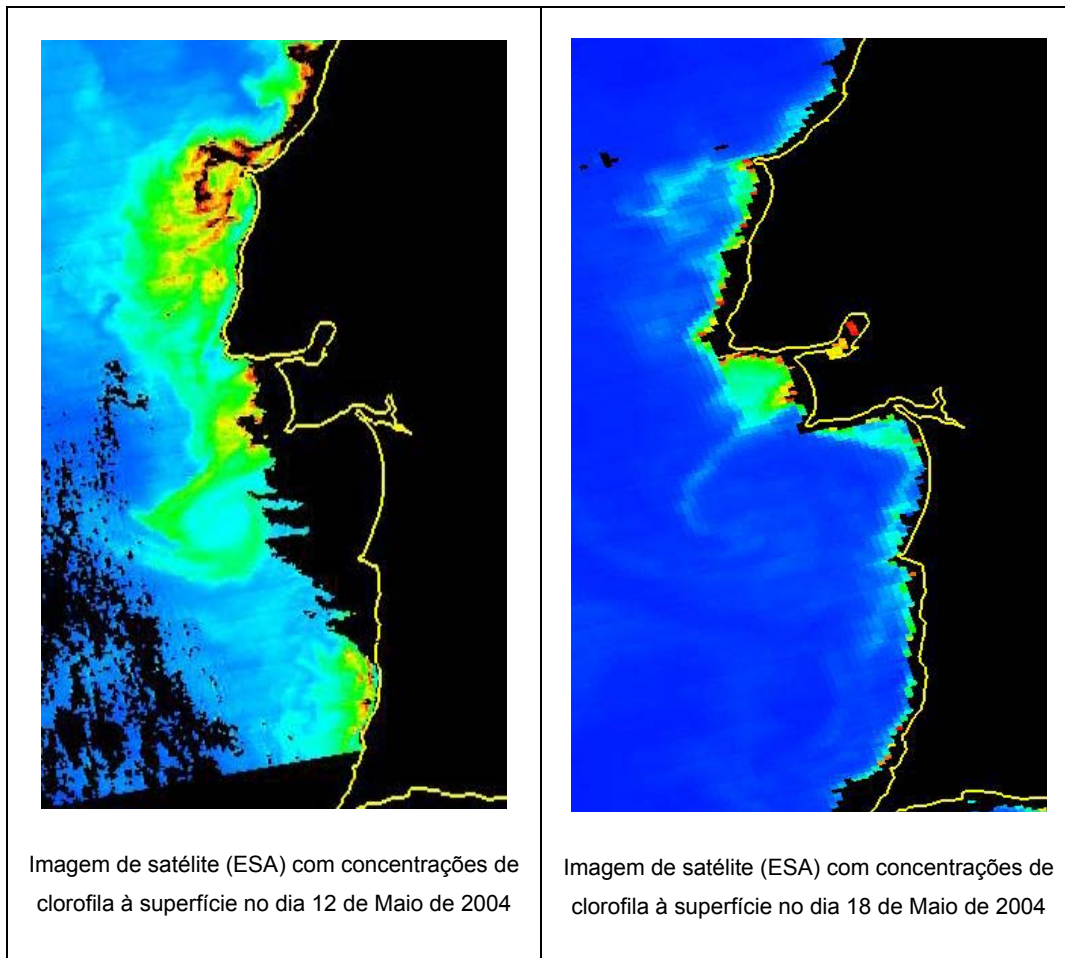 Imagem de satélite (ESA) com concentrações de
clorofila à superfície no dia 12 de Maio de 2004
Imagem de satélite (ESA) com concentrações de
clorofila à superfície no dia 18 de Maio de 2004